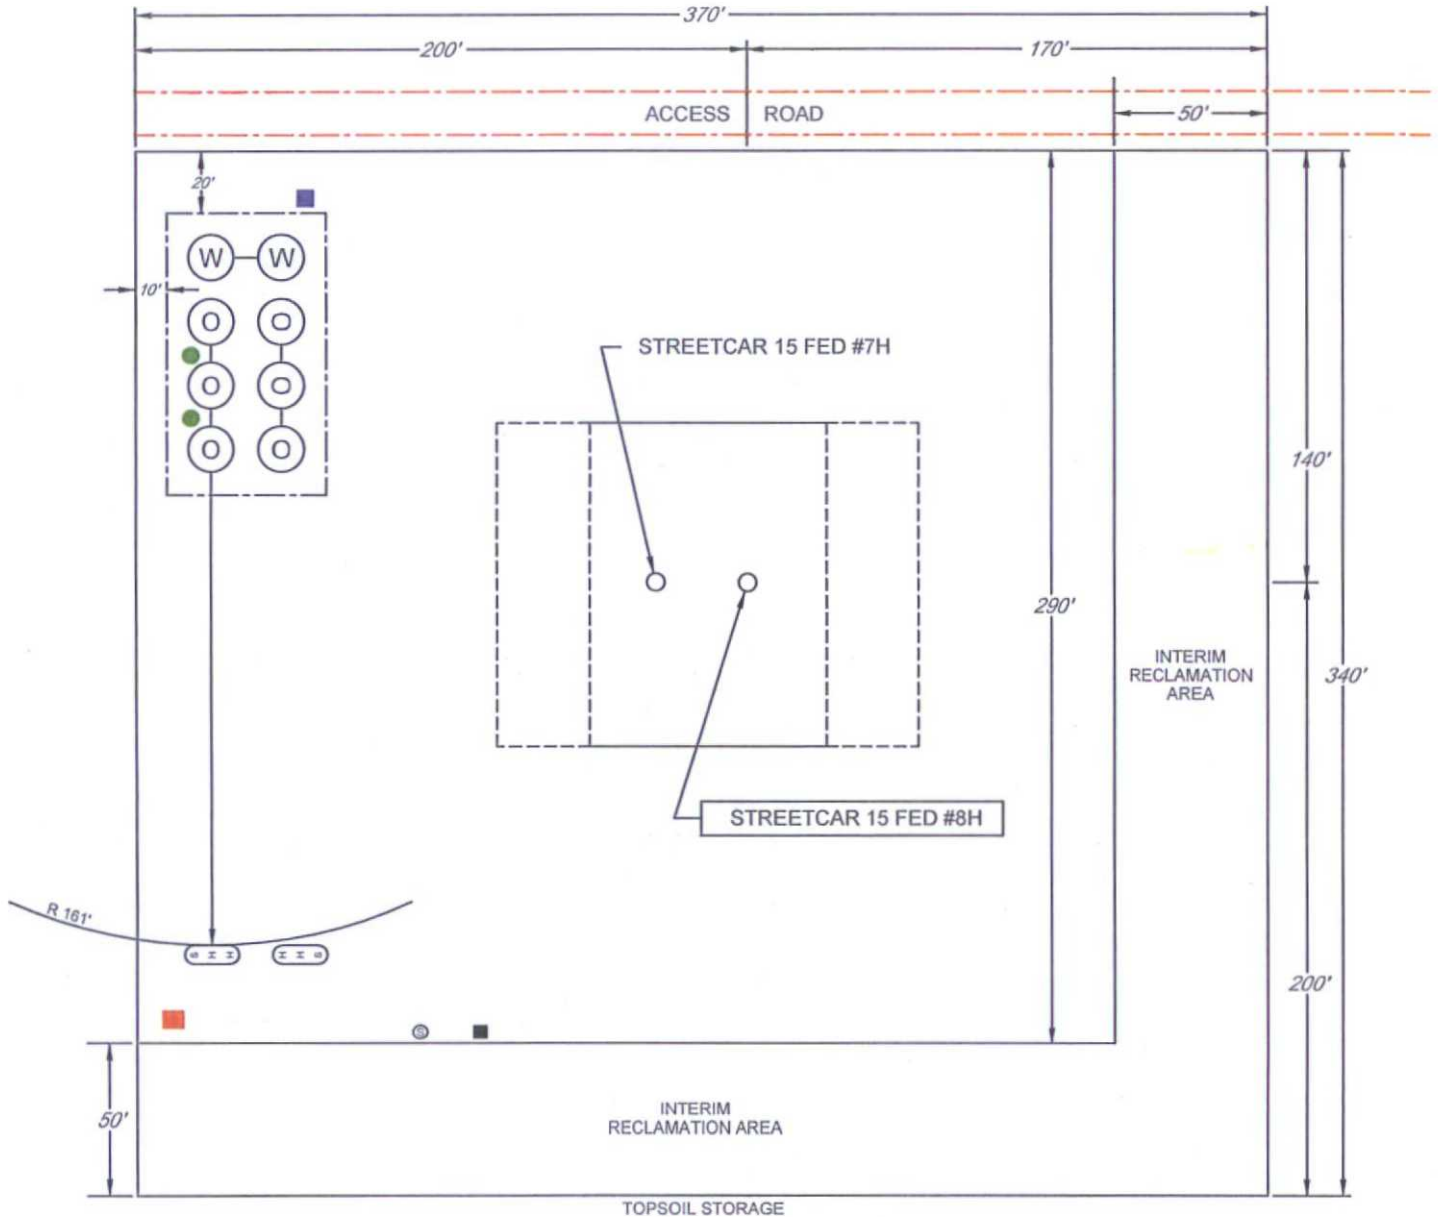 370'
200'
170'
ACCESS ROAD
50'
20'
W W
10'
O O
STREETCAR 15 FED #7H
O O
O O
140'
290'
INTERIM
RECLAMATION
AREA
340'
STREETCAR 15 FED #8H
R 161'
S H H
H H S
200'
S
50'
INTERIM
RECLAMATION AREA
TOPSOIL STORAGE